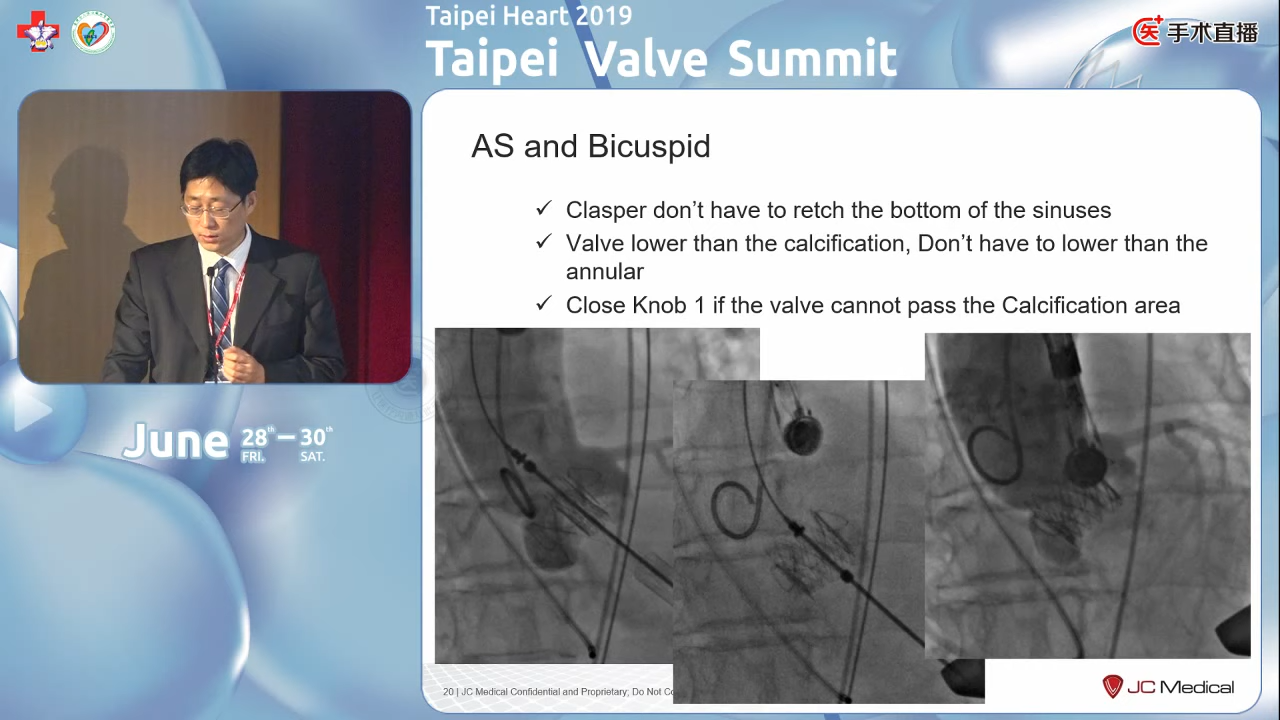 Taipei Heart 2019
Taipei Valve Summit
手术直播
AS and Bicuspid
✓ Clasper don’t have to retch the bottom of the sinuses
✓ Valve lower than the calcification, Don’t have to lower than the
annular
✓ Close Knob 1 if the valve cannot pass the Calcification area
June 28th — 30th
FRI. SAT.
20 | JC Medical Confidential and Proprietary; Do Not
JC Medical